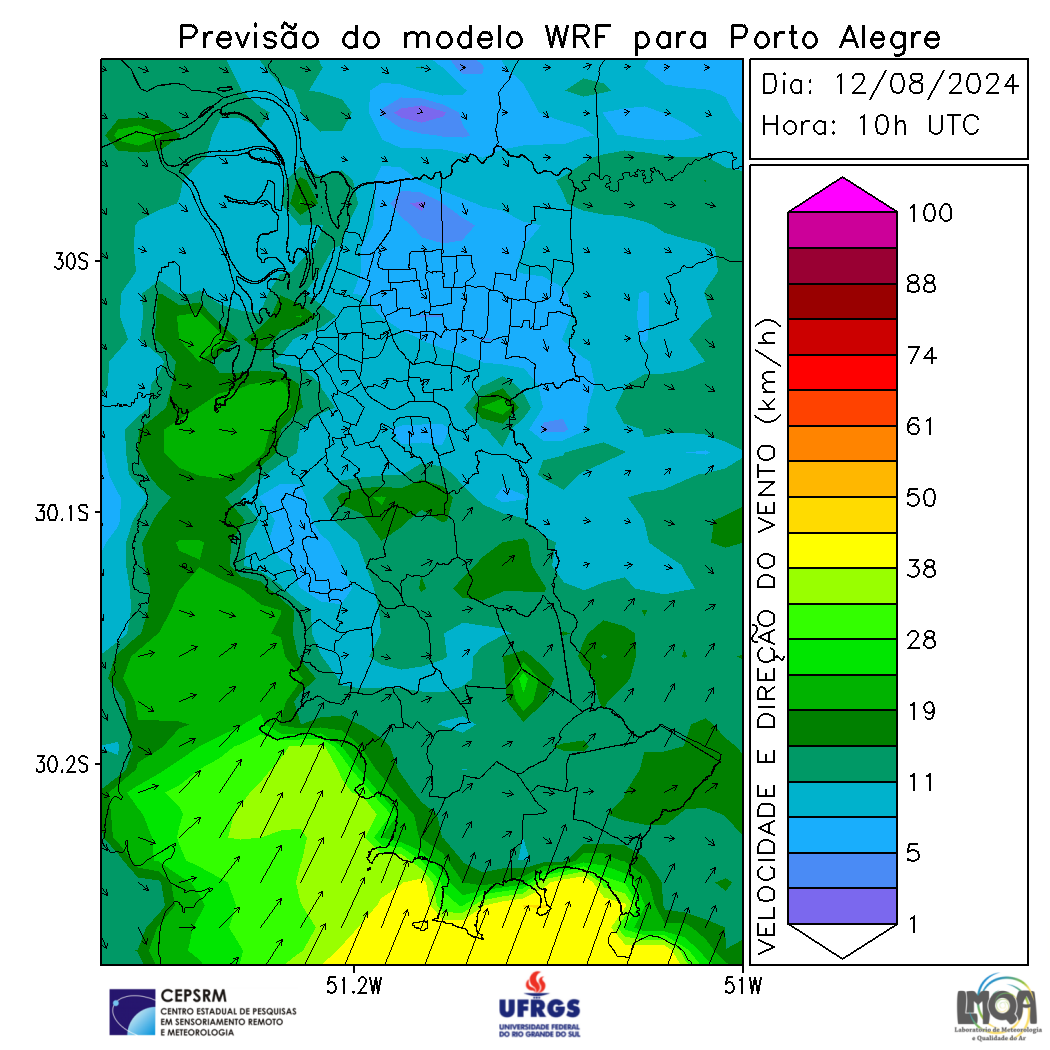 Previsão do modelo WRF para Porto Alegre
Dia: 12/08/2024
Hora: 10h UTC
30S
30.1S
30.2S
51.2W
51W
VELOCIDADE E DIREÇÃO DO VENTO (km/h)
100
88
74
61
50
38
28
19
11
5
1
CEPSRM
CENTRO ESTADUAL DE PESQUISAS
EM SENSORIAMENTO REMOTO
E METEOROLOGIA
UFRGS
UNIVERSIDADE FEDERAL
DO RIO GRANDE DO SUL
LMQA
Laboratório de Meteorologia
e Qualidade do Ar